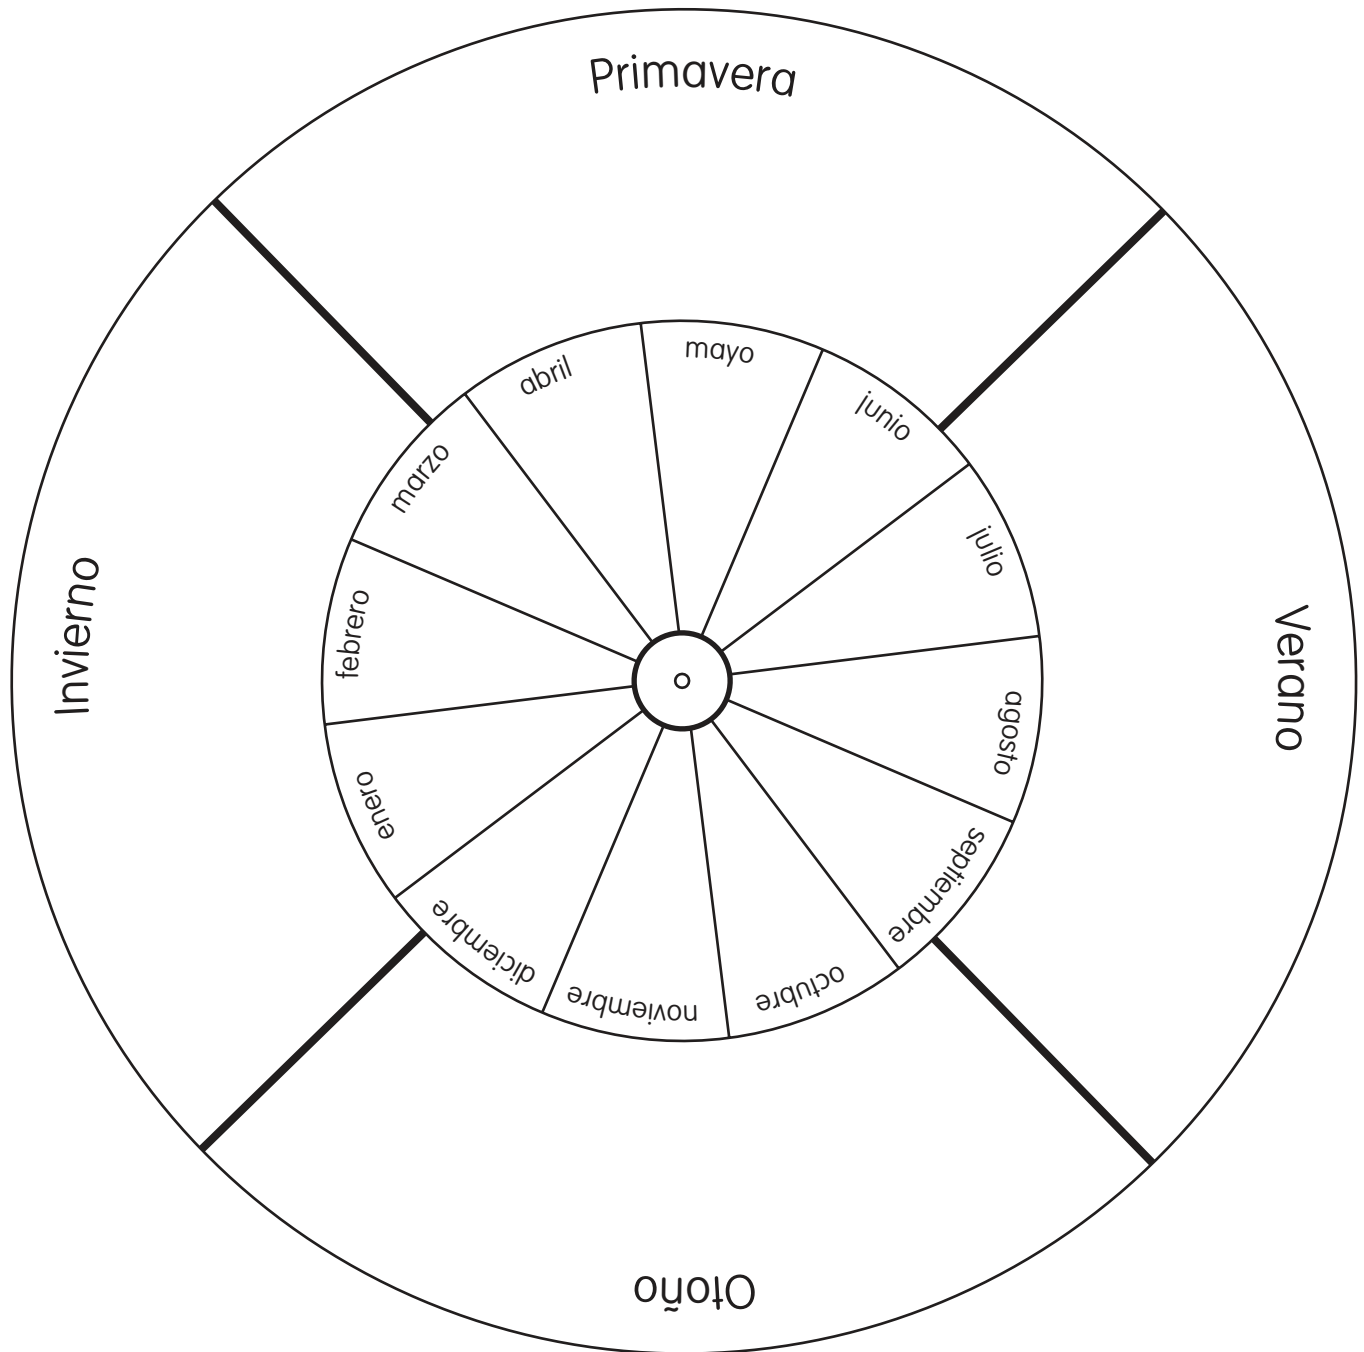 Primavera
Verano
Otoño
Invierno
enero
febrero
marzo
abril
mayo
junio
julio
agosto
septiembre
octubre
noviembre
diciembre